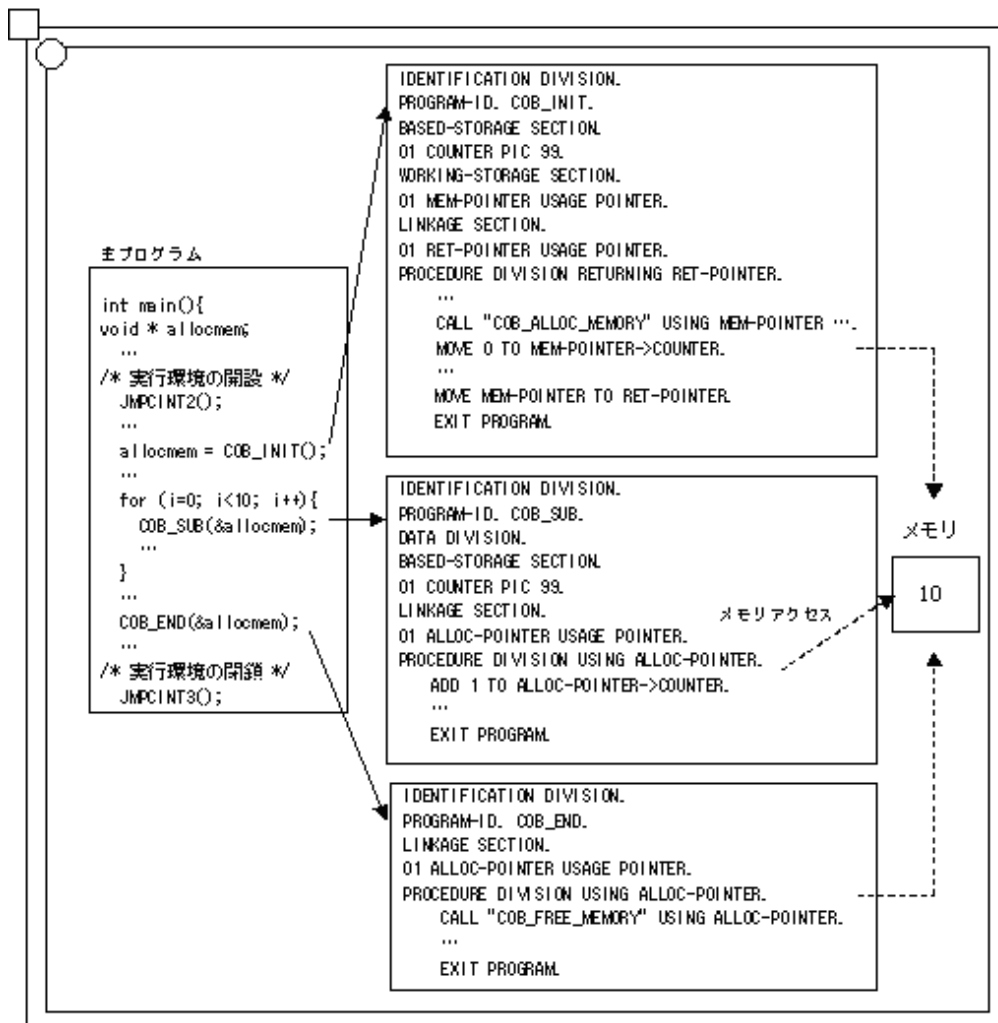 主プログラム
int main(){
void * allocmem;
…
/* 実行環境の開設 */
JMPCINT2();
…
allocmem = COB_INIT();
…
for (i=0; i<10; i++){
COB_SUB(&allocmem);
…
}
…
COB_END(&allocmem);
…
/* 実行環境の閉鎖 */
JMPCINT3();
IDENTIFICATION DIVISION.
PROGRAM-ID. COB_INIT.
BASED-STORAGE SECTION.
01 COUNTER PIC 99.
WORKING-STORAGE SECTION.
01 MEM-POINTER USAGE POINTER.
LINKAGE SECTION.
01 RET-POINTER USAGE POINTER.
PROCEDURE DIVISION RETURNING RET-POINTER.
…
CALL "COB_ALLOC_MEMORY" USING MEM-POINTER ….
MOVE 0 TO MEM-POINTER->COUNTER.
…
MOVE MEM-POINTER TO RET-POINTER.
EXIT PROGRAM.
IDENTIFICATION DIVISION.
PROGRAM-ID. COB_SUB.
DATA DIVISION.
BASED-STORAGE SECTION.
01 COUNTER PIC 99.
LINKAGE SECTION.
01 ALLOC-POINTER USAGE POINTER.
PROCEDURE DIVISION USING ALLOC-POINTER.
ADD 1 TO ALLOC-POINTER->COUNTER.
…
EXIT PROGRAM.
メモリアクセス
メモリ
10
IDENTIFICATION DIVISION.
PROGRAM-ID. COB_END.
LINKAGE SECTION.
01 ALLOC-POINTER USAGE POINTER.
PROCEDURE DIVISION USING ALLOC-POINTER.
CALL "COB_FREE_MEMORY" USING ALLOC-POINTER.
…
EXIT PROGRAM.